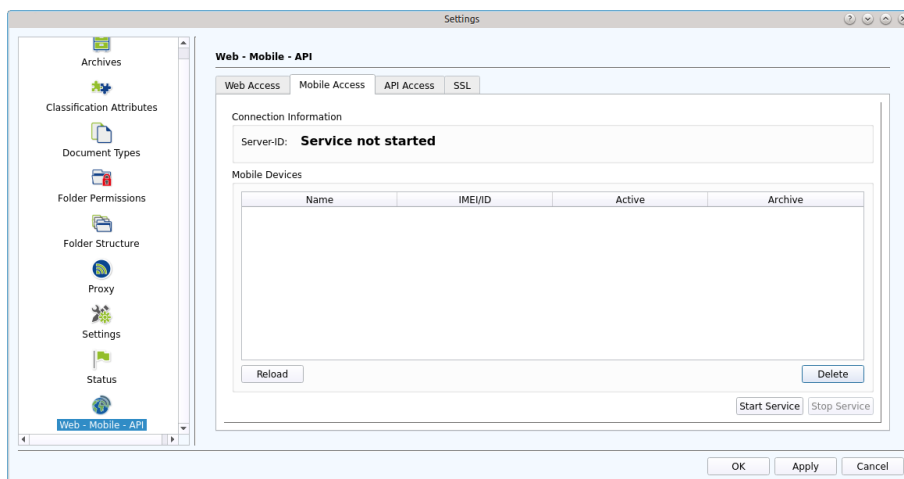 Settings
Archives
Classification Attributes
Document Types
Folder Permissions
Folder Structure
Proxy
Settings
Status
Web - Mobile - API
Web - Mobile - API
Web Access Mobile Access API Access SSL
Connection Information
Server-ID: Service not started
Mobile Devices
Name IMEI/ID Active Archive
Reload Delete
Start Service Stop Service
OK Apply Cancel